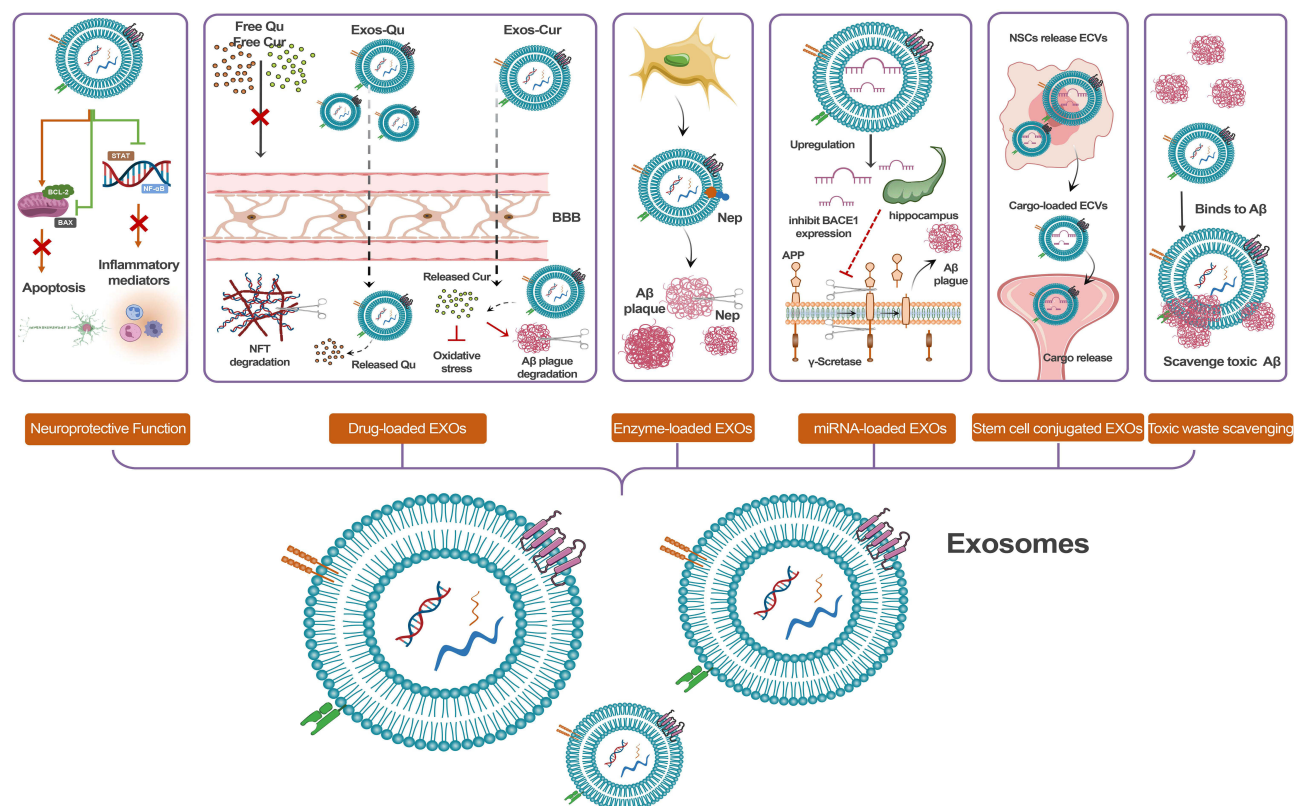 STAT
NF-αB
BCL-2
BAX
Apoptosis
Inflammatory
mediators
Free Qu
Free Cur
Exos-Qu
Exos-Cur
BBB
NFT
degradation
Released Qu
Released Cur
Oxidative
stress
Aβ plague
degradation
Nep
Aβ
plaque
Nep
Upregulation
inhibit BACE1
expression
hippocampus
APP
Aβ
plague
γ-Scretase
NSCs release ECVs
Cargo-loaded ECVs
Cargo release
Binds to Aβ
Scavenge toxic Aβ
Neuroprotective Function
Drug-loaded EXOs
Enzyme-loaded EXOs
miRNA-loaded EXOs
Stem cell conjugated EXOs
Toxic waste scavenging
Exosomes